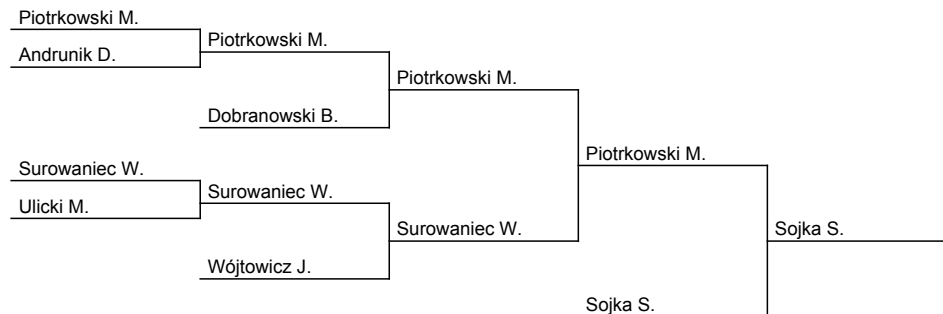 Piotrkowski M.
Piotrkowski M.
Andrunik D.
Piotrkowski M.
Dobranowski B.
Piotrkowski M.
Surowaniec W.
Surowaniec W.
Ulicki M.
Surowaniec W.
Sojka S.
Wójtowicz J.
Sojka S.